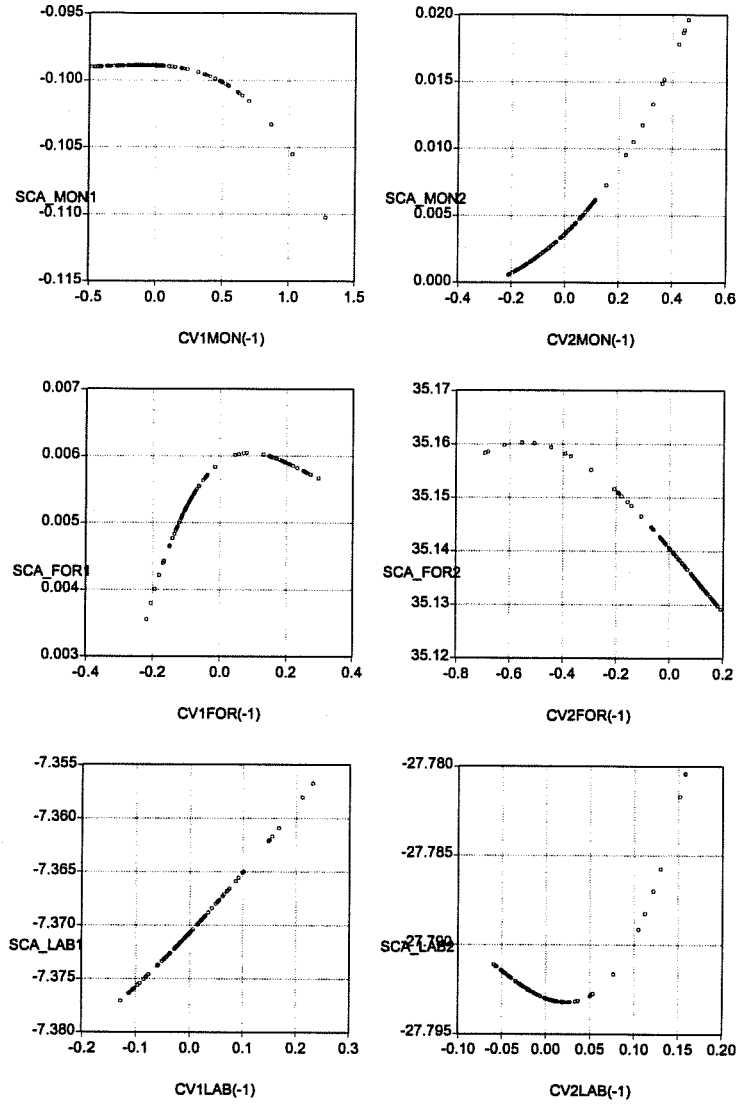 -0.095
-0.100
-0.105
SCA_MON1
-0.110
-0.115
-0.5 0.0 0.5 1.0 1.5
CV1MON(-1)
0.020
0.015
0.010
SCA_MON2
0.005
0.000
-0.4 -0.2 0.0 0.2 0.4 0.6
CV2MON(-1)
0.007
0.006
0.005
SCA_FOR1
0.004
0.003
-0.4 -0.2 0.0 0.2 0.4
CV1FOR(-1)
35.17
35.16
35.15
35.14
SCA_FOR2
35.13
35.12
-0.8 -0.6 -0.4 -0.2 0.0 0.2
CV2FOR(-1)
-7.355
-7.360
-7.365
-7.370
SCA_LAB1
-7.375
-7.380
-0.2 -0.1 0.0 0.1 0.2 0.3
CV1LAB(-1)
-27.780
-27.785
-27.790
SCA_LAB2
-27.795
-0.10 -0.05 0.00 0.05 0.10 0.15 0.20
CV2LAB(-1)